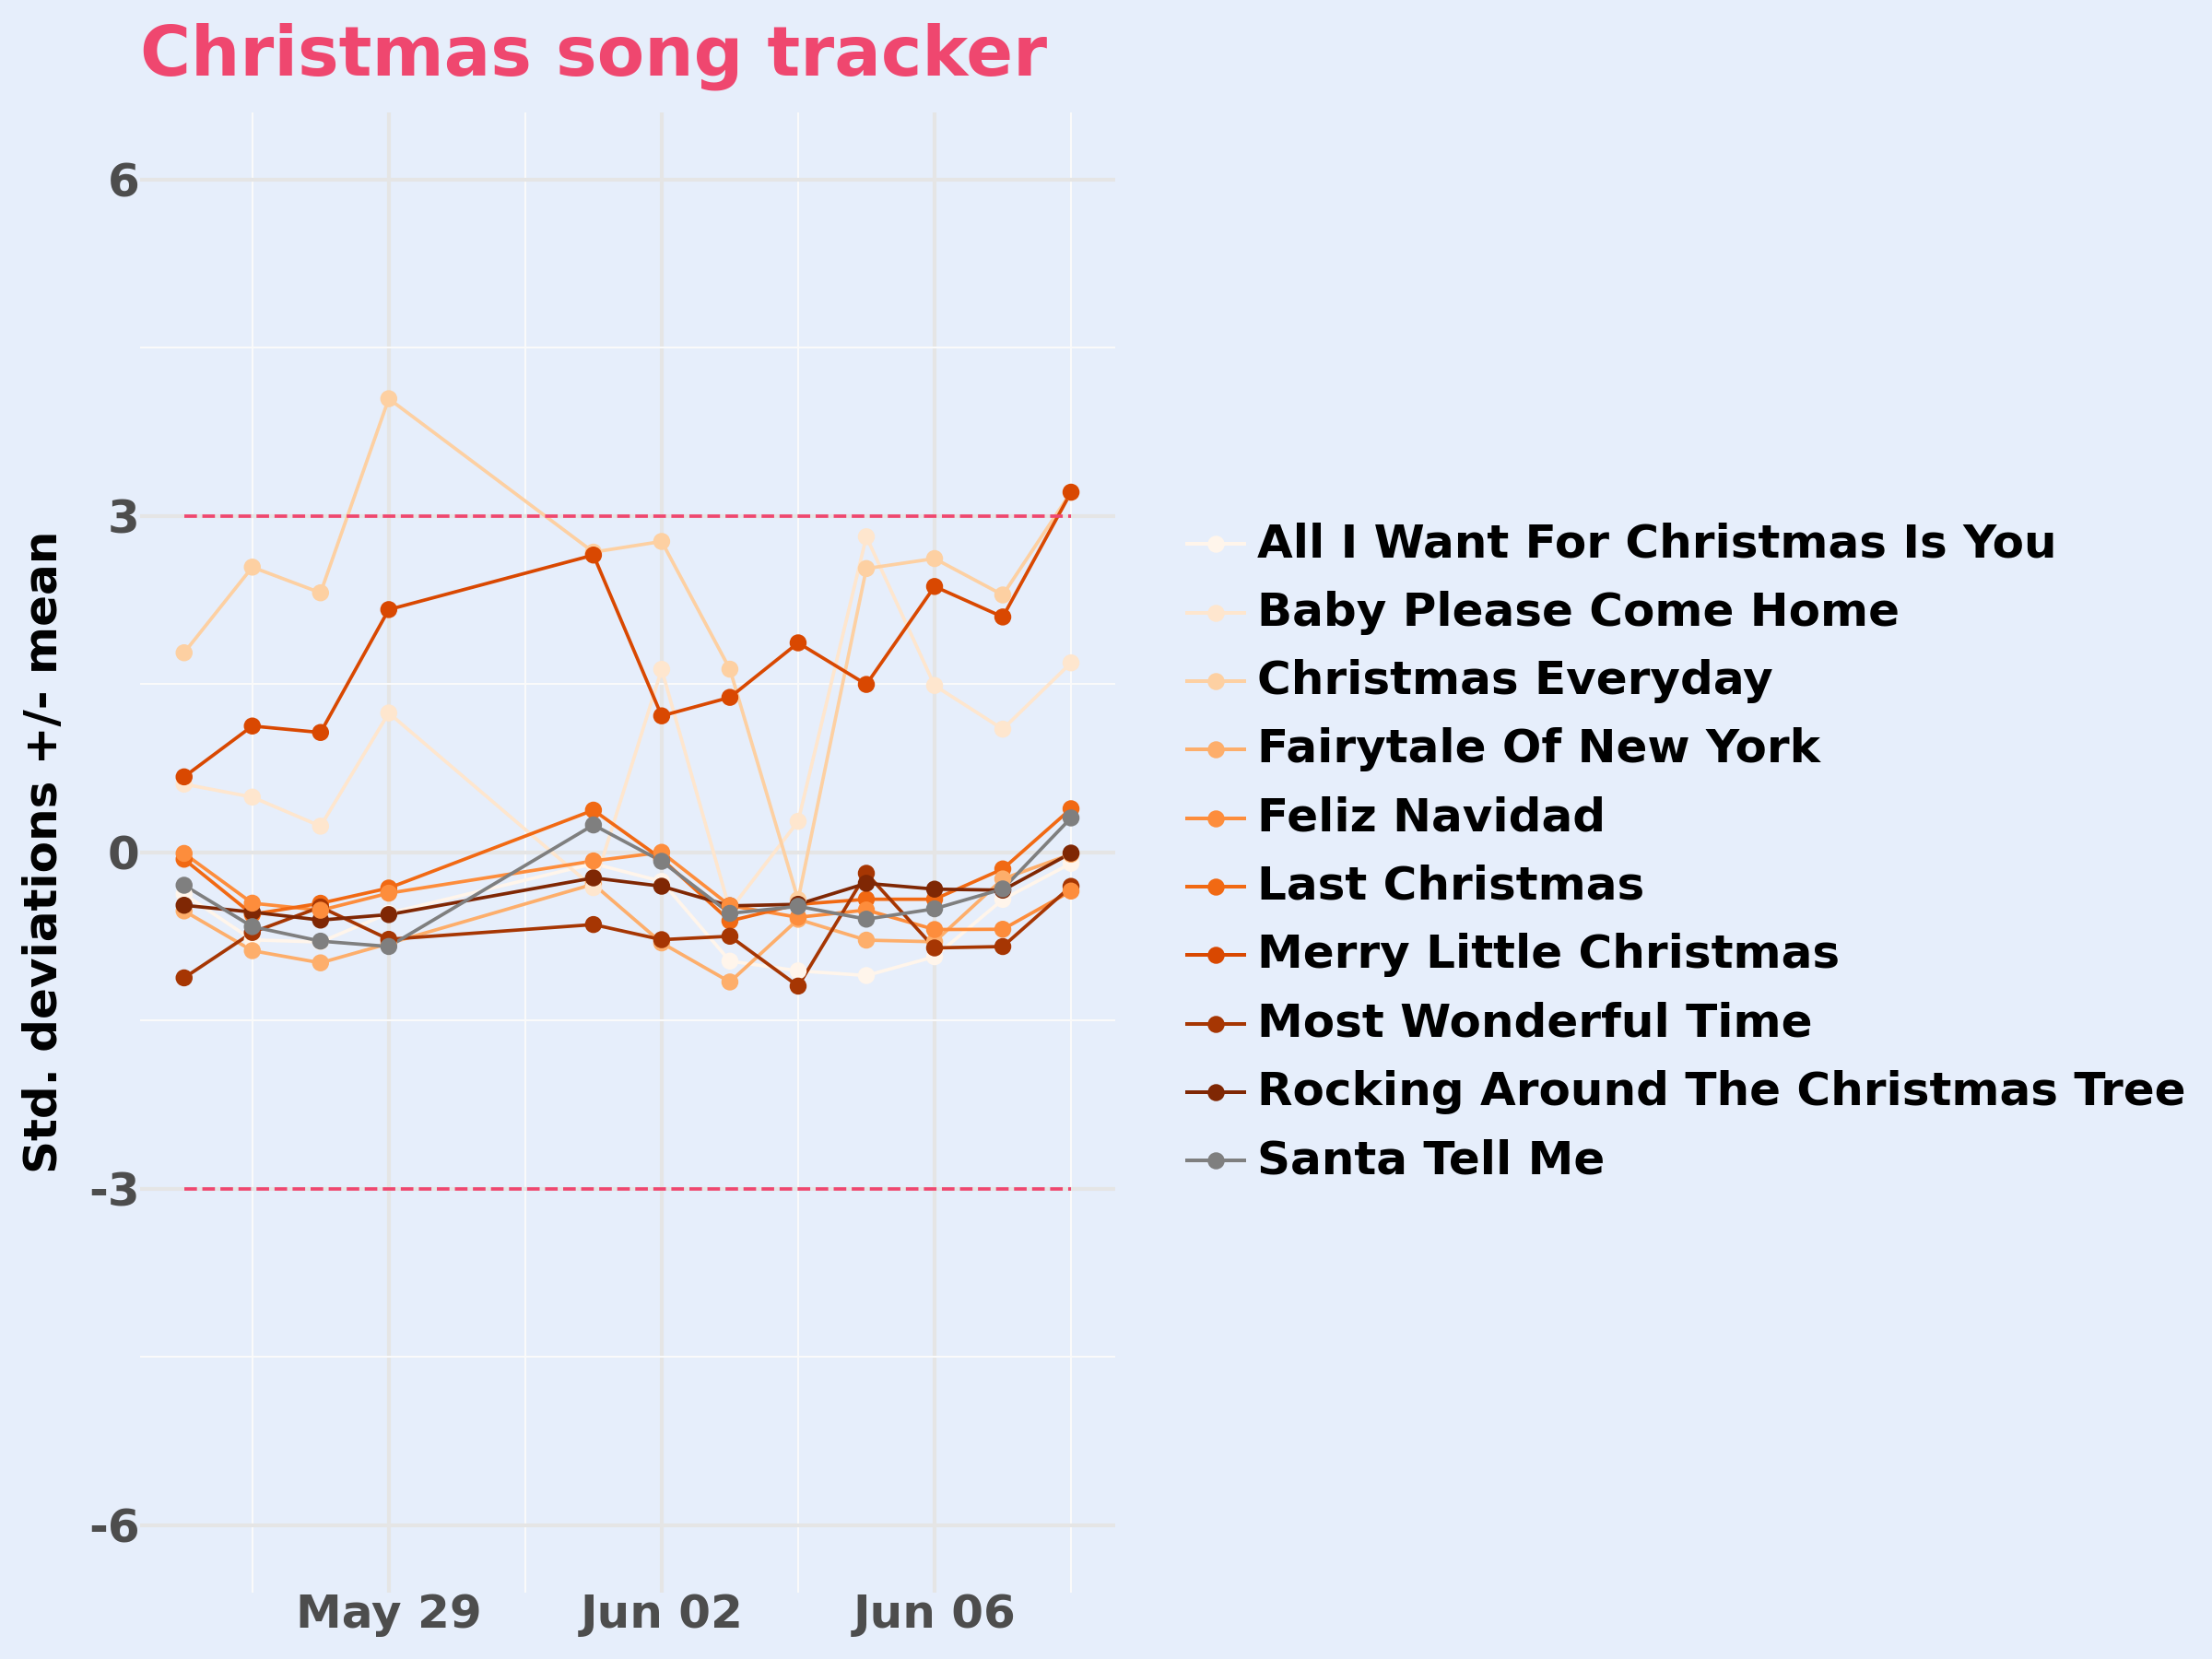 Christmas song tracker
Std. deviations +/- mean
6
3
0
-3
-6
May 29
Jun 02
Jun 06
All I Want For Christmas Is You
Baby Please Come Home
Christmas Everyday
Fairytale Of New York
Feliz Navidad
Last Christmas
Merry Little Christmas
Most Wonderful Time
Rocking Around The Christmas Tree
Santa Tell Me